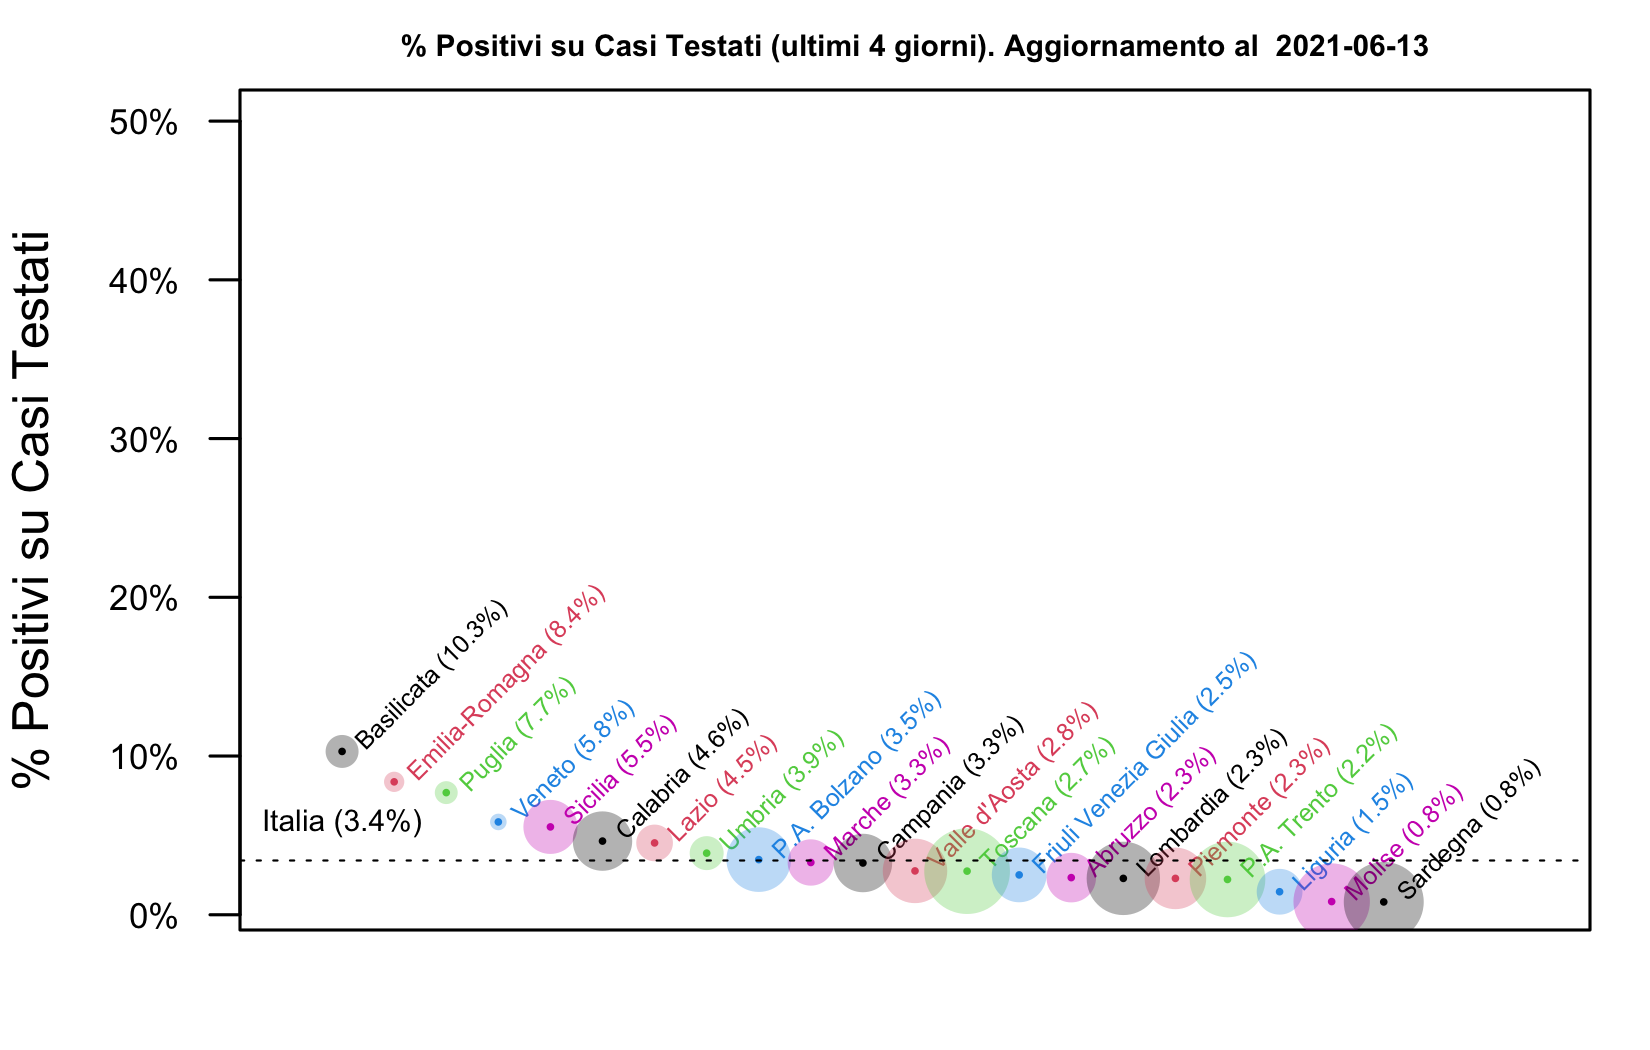 % Positivi su Casi Testati (ultimi 4 giorni). Aggiornamento al  2021-06-13
% Positivi su Casi Testati
50%
40%
30%
20%
10%
0%
Italia (3.4%)
Basilicata (10.3%)
Emilia-Romagna (8.4%)
Puglia (7.7%)
Veneto (5.8%)
Sicilia (5.5%)
Calabria (4.6%)
Lazio (4.5%)
Umbria (3.9%)
P.A. Bolzano (3.5%)
Marche (3.3%)
Campania (3.3%)
Valle d'Aosta (2.8%)
Toscana (2.7%)
Friuli Venezia Giulia (2.5%)
Abruzzo (2.3%)
Lombardia (2.3%)
Piemonte (2.3%)
P.A. Trento (2.2%)
Liguria (1.5%)
Molise (0.8%)
Sardegna (0.8%)